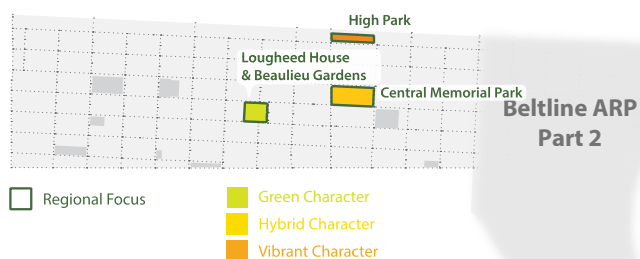 High Park
Lougheed House
& Beaulieu Gardens
Central Memorial Park
Beltline ARP
Part 2
Regional Focus
Green Character
Hybrid Character
Vibrant Character